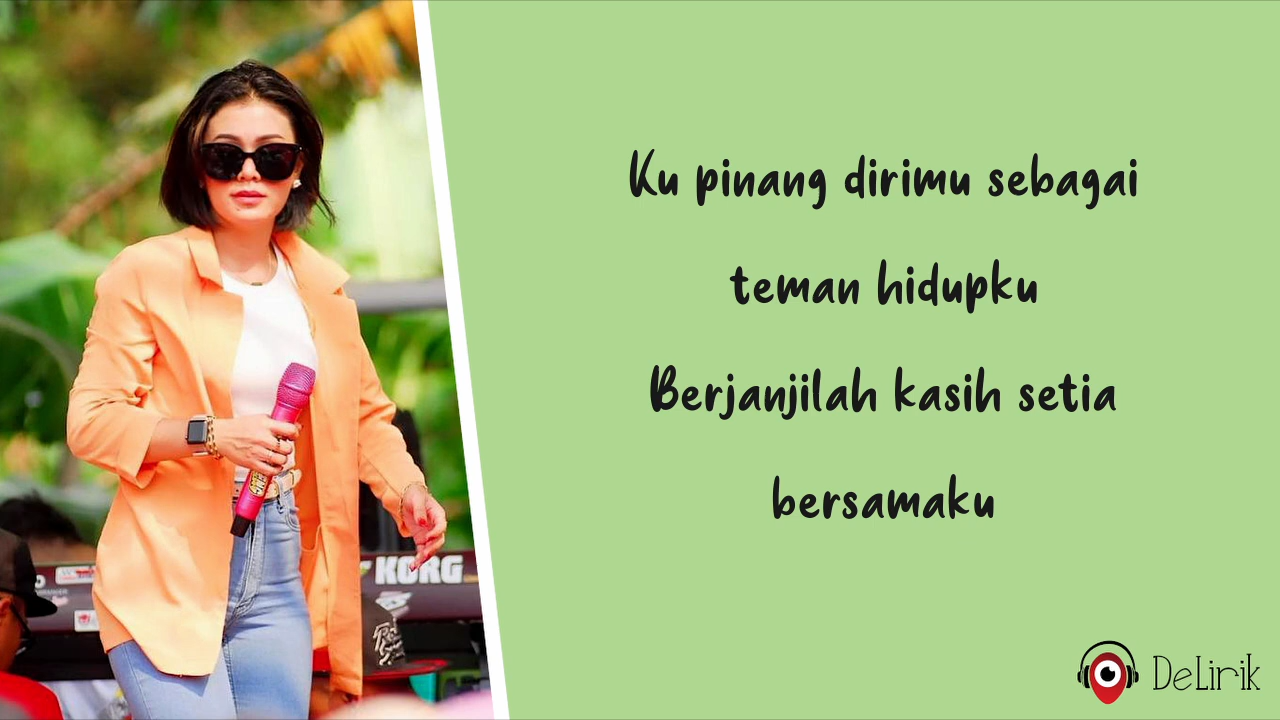 Ku pinang dirimu sebagai
teman hidupku
Berjanjilah kasih setia
bersamaku
KORG
DeLirik